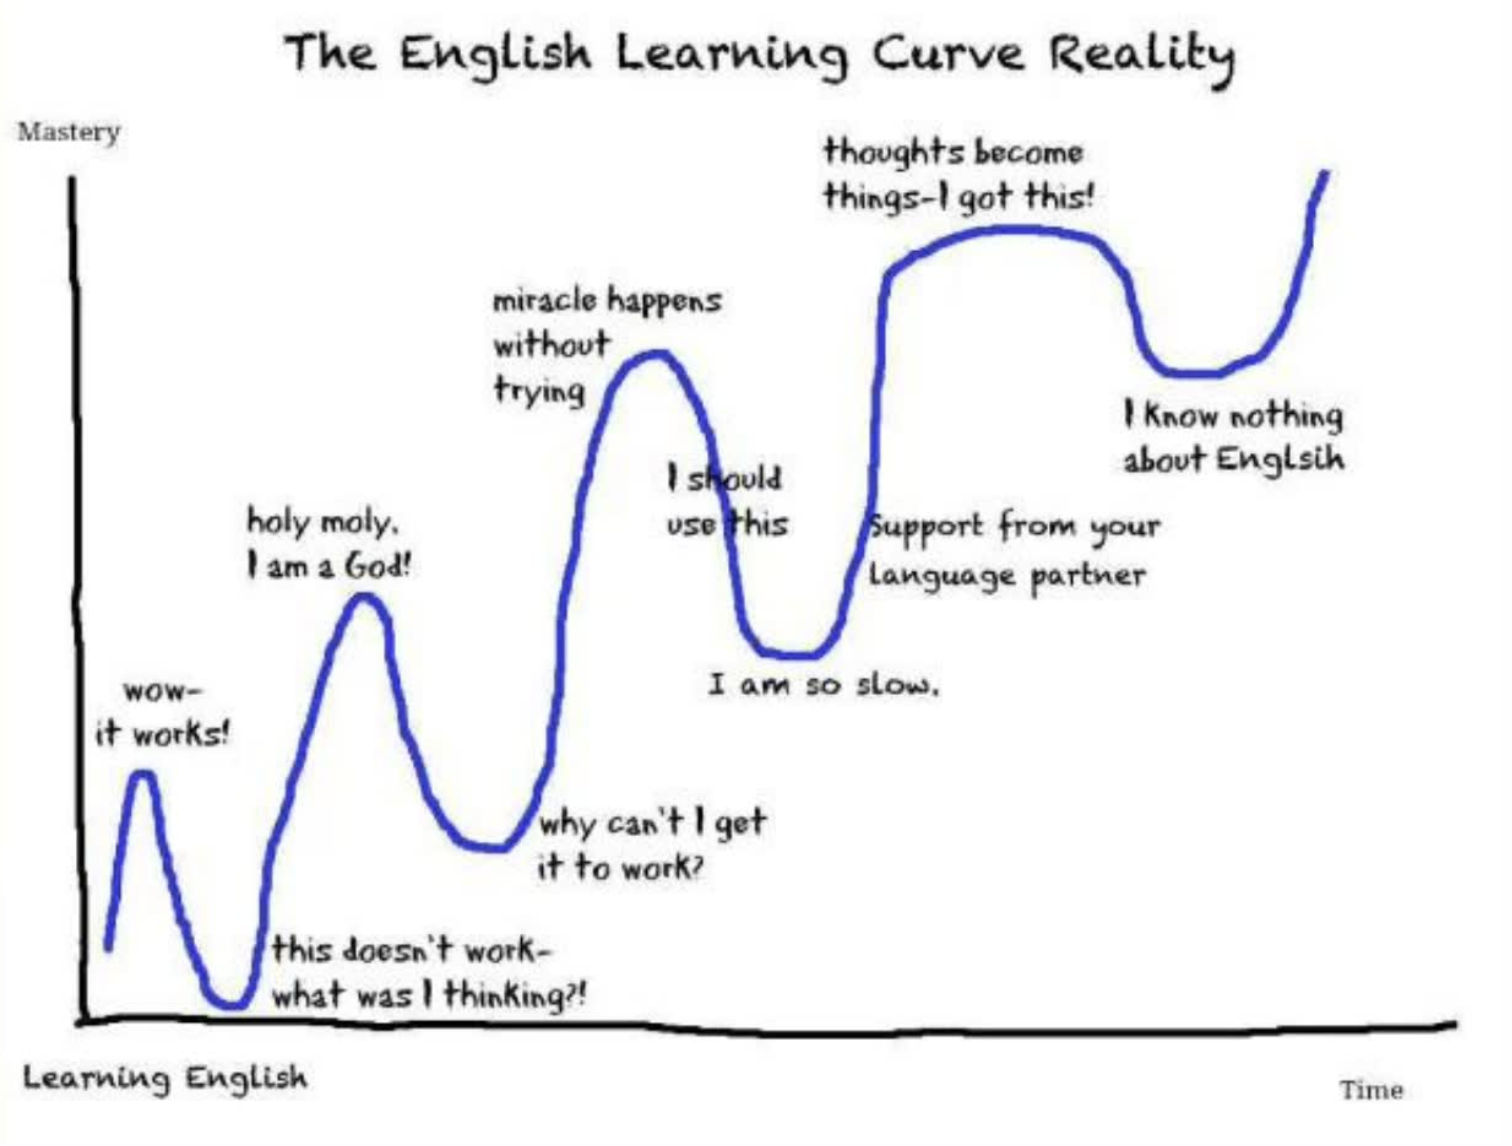 The English Learning Curve Reality
Mastery
thoughts become
things-I got this!
miracle happens
without
trying
I know nothing
about Englsih
I should
use this
holy moly.
I am a God!
Support from your
Language partner
I am so slow.
wow-
it works!
why can't I get
it to work?
this doesn't work-
what was I thinking?!
Learning English
Time